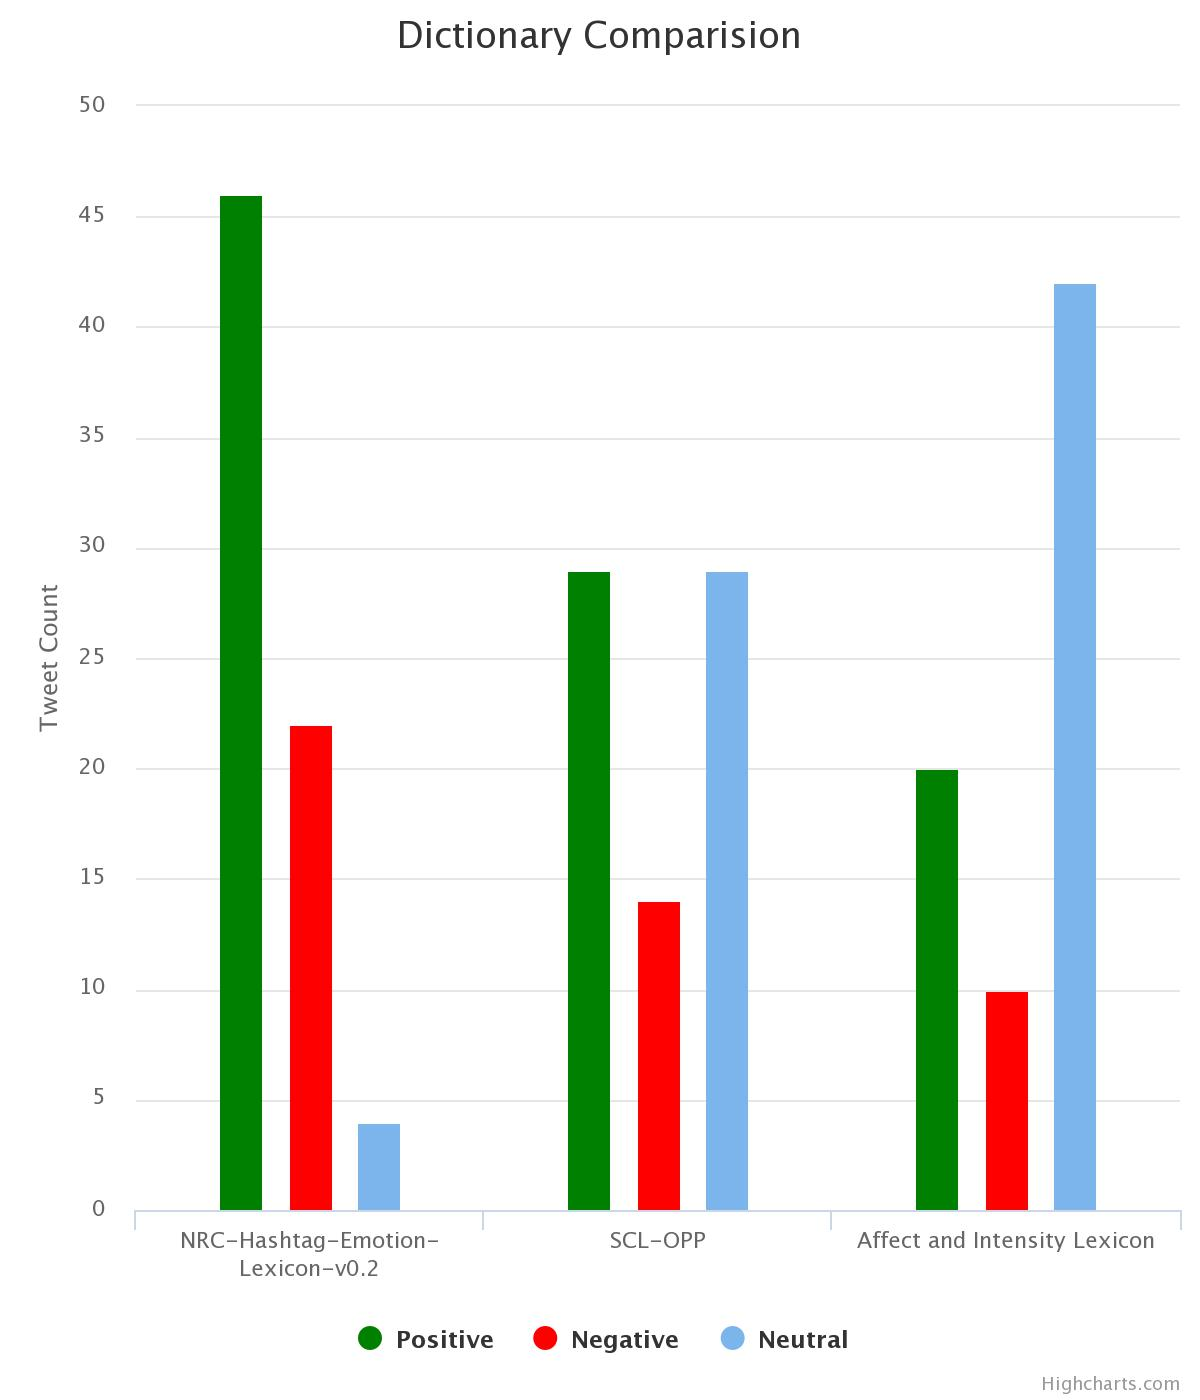 Dictionary Comparision
50
45
40
35
30
25
20
15
10
5
0
Tweet Count
NRC-Hashtag-Emotion-
Lexicon-v0.2
SCL-OPP
Affect and Intensity Lexicon
Positive
Negative
Neutral
Highcharts.com